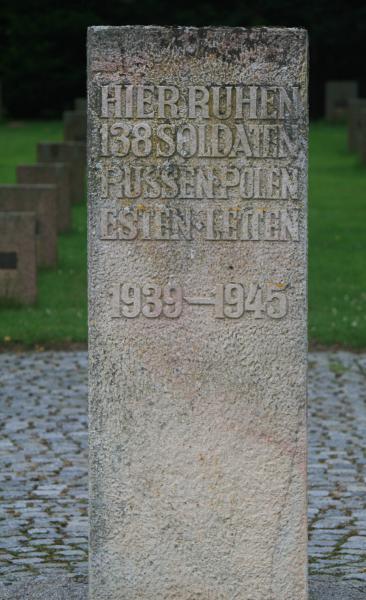 HIER RUHEN
138 SOLDATEN
RUSSEN POLEN
ESTEN LETTEN
1939–1945